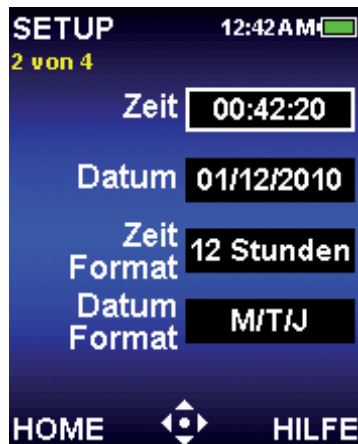 SETUP 12:42AM
2 von 4
Zeit 00:42:20
Datum 01/12/2010
Zeit
Format 12 Stunden
Datum
Format M/T/J
HOME HILFE